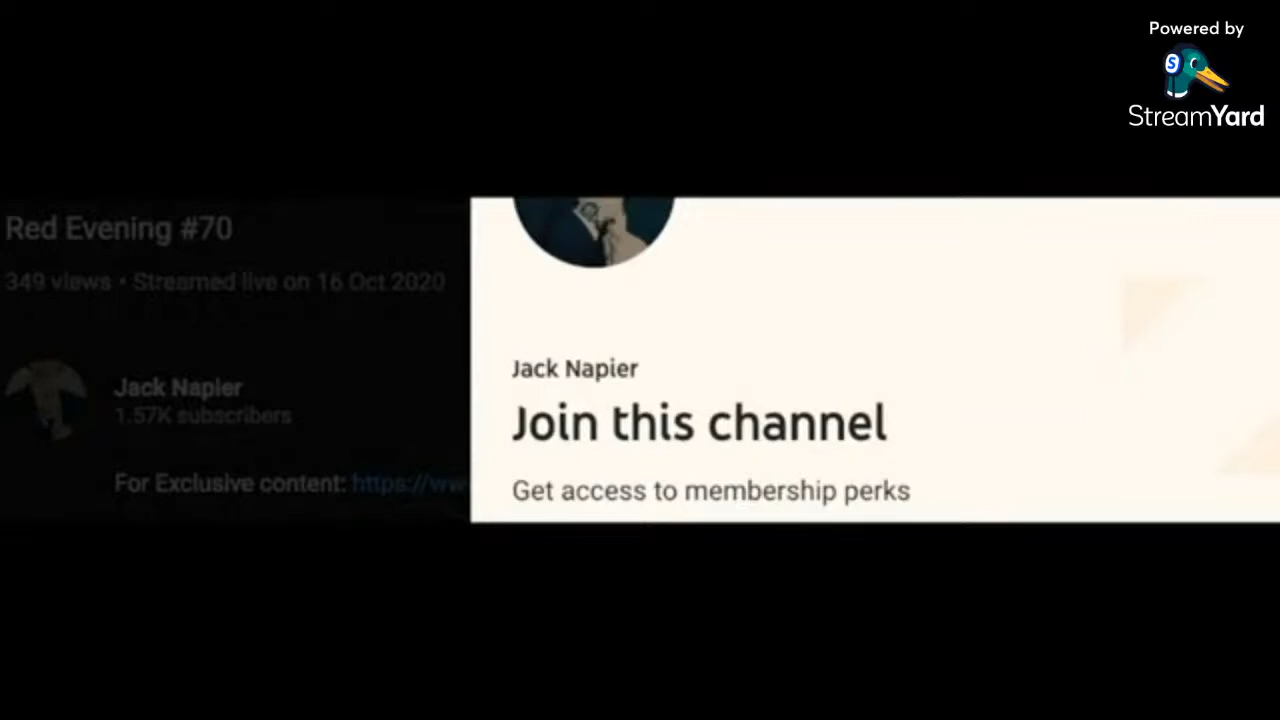 Powered by
StreamYard
Red Evening #70
349 views • Streamed live on 16 Oct 2020
Jack Napier
1.57K subscribers
For Exclusive content: https://ww
Jack Napier
Join this channel
Get access to membership perks